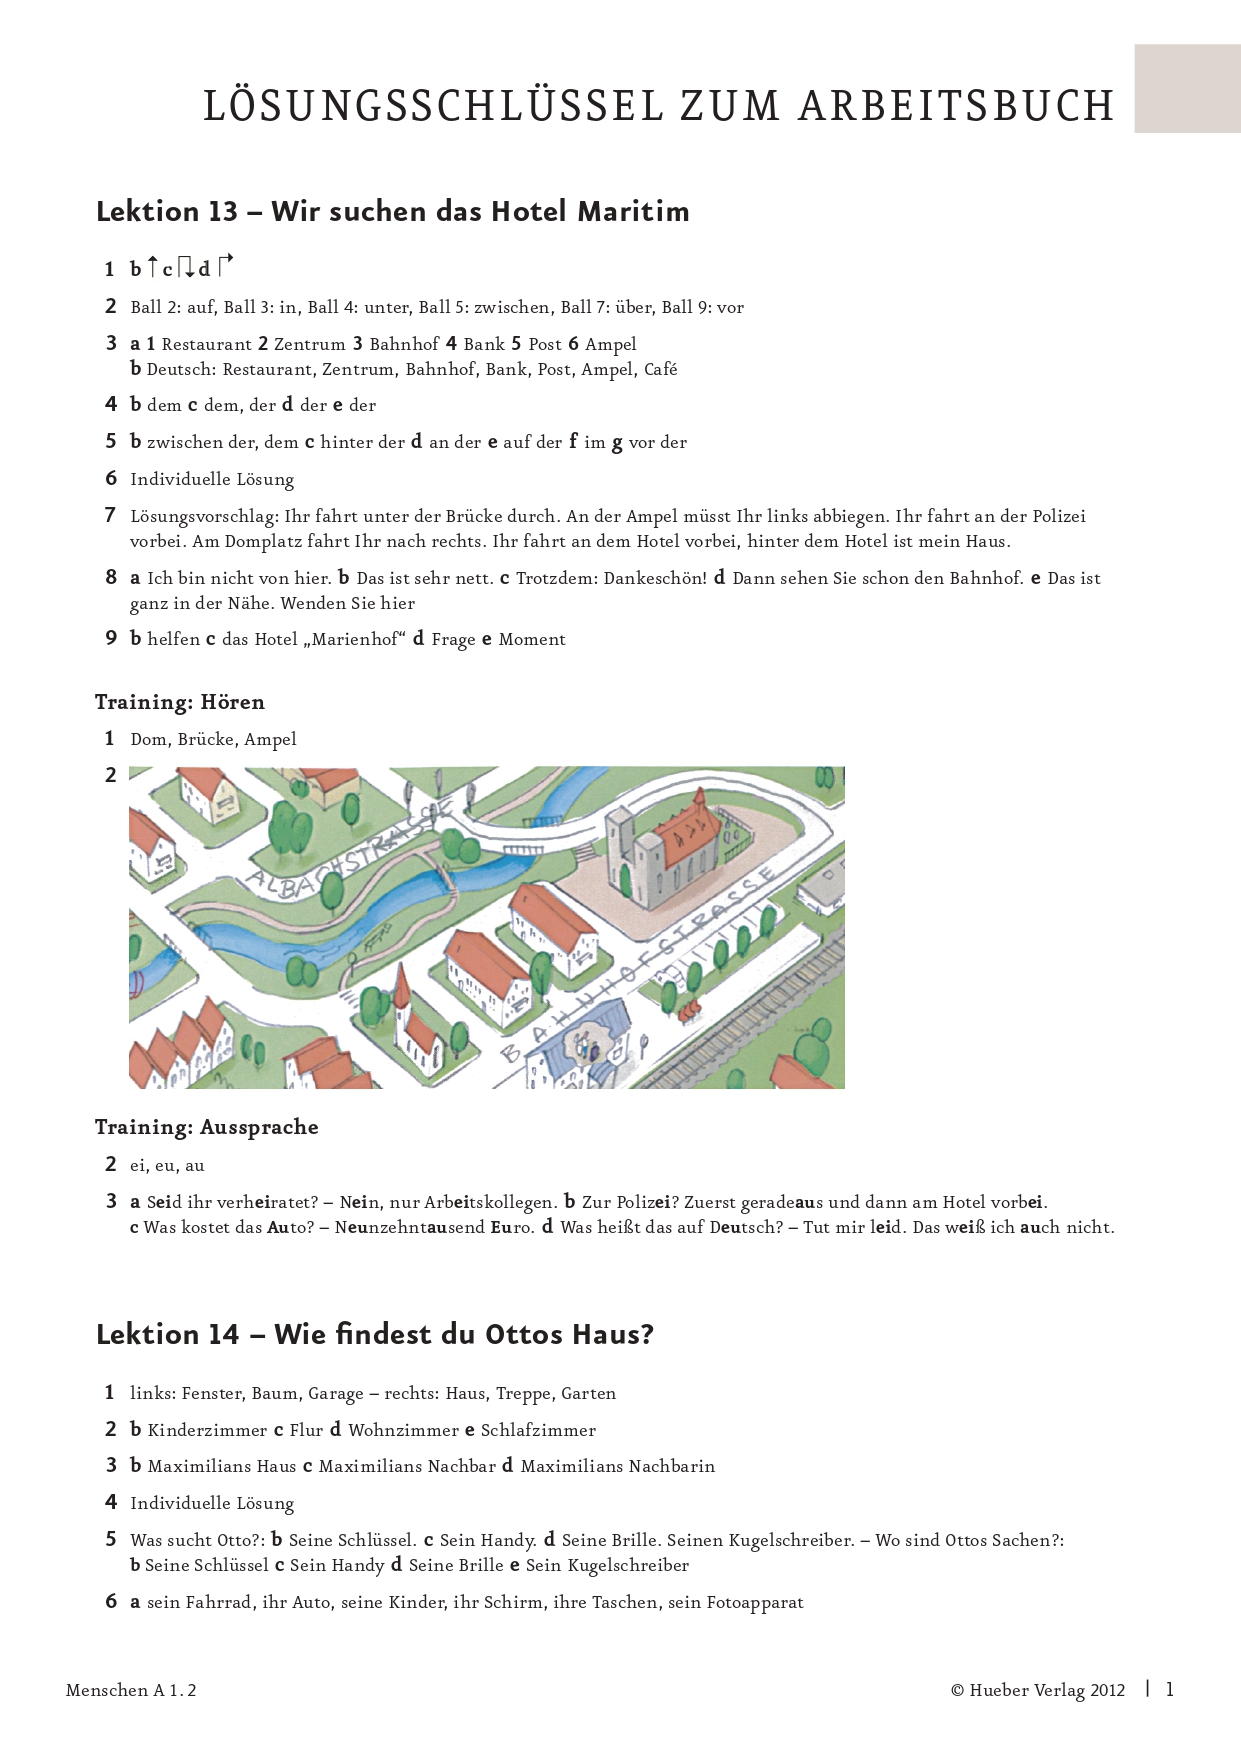 LÖSUNGSSCHLÜSSEL ZUM ARBEITSBUCH
Lektion 13 – Wir suchen das Hotel Maritim
1 b ↑ c d
2 Ball 2: auf, Ball 3: in, Ball 4: unter, Ball 5: zwischen, Ball 7: über, Ball 9: vor
3 a 1 Restaurant 2 Zentrum 3 Bahnhof 4 Bank 5 Post 6 Ampel
b Deutsch: Restaurant, Zentrum, Bahnhof, Bank, Post, Ampel, Café
4 b dem c dem, der d der e der
5 b zwischen der, dem c hinter der d an der e auf der f im g vor der
6 Individuelle Lösung
7 Lösungsvorschlag: Ihr fahrt unter der Brücke durch. An der Ampel müsst Ihr links abbiegen. Ihr fahrt an der Polizei
vorbei. Am Domplatz fahrt Ihr nach rechts. Ihr fahrt an dem Hotel vorbei, hinter dem Hotel ist mein Haus.
8 a Ich bin nicht von hier. b Das ist sehr nett. c Trotzdem: Dankeschön! d Dann sehen Sie schon den Bahnhof. e Das ist
ganz in der Nähe. Wenden Sie hier
9 b helfen c das Hotel „Marienhof“ d Frage e Moment
Training: Hören
1 Dom, Brücke, Ampel
2
ALBACHSTRASSE
BAHNHOFSTRASSE
Training: Aussprache
2 ei, eu, au
3 a Seid ihr verheiratet? – Nein, nur Arbeitskollegen. b Zur Polizei? Zuerst geradeaus und dann am Hotel vorbei.
c Was kostet das Auto? – Neunzehntausend Euro. d Was heißt das auf Deutsch? – Tut mir leid. Das weiß ich auch nicht.
Lektion 14 – Wie findest du Ottos Haus?
1 links: Fenster, Baum, Garage – rechts: Haus, Treppe, Garten
2 b Kinderzimmer c Flur d Wohnzimmer e Schlafzimmer
3 b Maximilians Haus c Maximilians Nachbar d Maximilians Nachbarin
4 Individuelle Lösung
5 Was sucht Otto?: b Seine Schlüssel. c Sein Handy. d Seine Brille. Seinen Kugelschreiber. – Wo sind Ottos Sachen?:
b Seine Schlüssel c Sein Handy d Seine Brille e Sein Kugelschreiber
6 a sein Fahrrad, ihr Auto, seine Kinder, ihr Schirm, ihre Taschen, sein Fotoapparat
Menschen A 1.2
© Hueber Verlag 2012 | 1